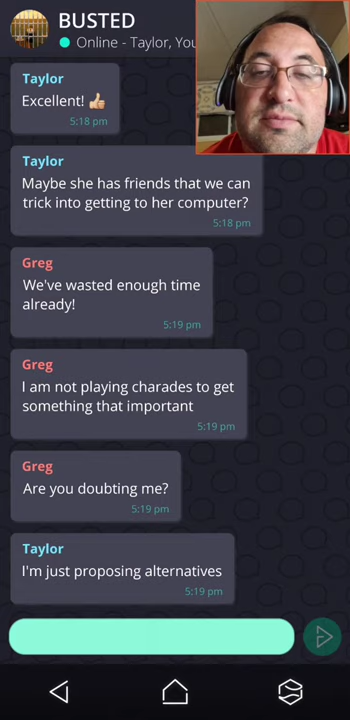 BUSTED
Online - Taylor, You
Taylor
Excellent! 👍🏼
5:18 pm
Taylor
Maybe she has friends that we can
trick into getting to her computer?
5:18 pm
Greg
We've wasted enough time
already!
5:19 pm
Greg
I am not playing charades to get
something that important
5:19 pm
Greg
Are you doubting me?
5:19 pm
Taylor
I'm just proposing alternatives
5:19 pm